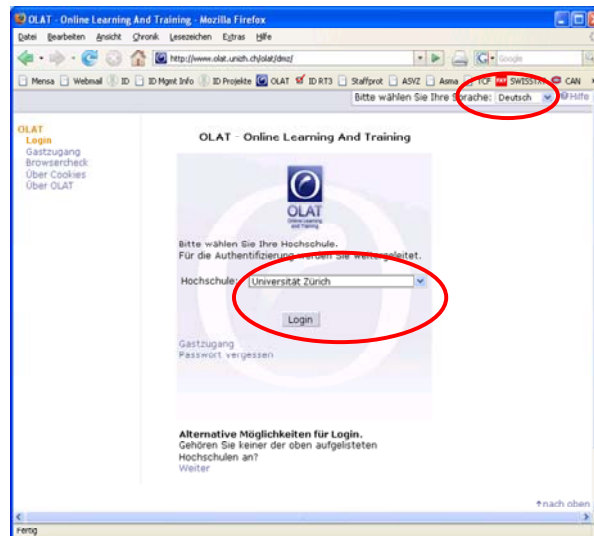 OLAT - Online Learning And Training - Mozilla Firefox
Datei Bearbeiten Ansicht Chronik Lesezeichen Extras Hilfe
http://www.olat.unizh.ch/olat/dmz/
Google
Mensa Webmail ID ID Mgmt Info ID Projekte OLAT ID RT3 Staffprot ASVZ Asma TCF CAN
Bitte wählen Sie Ihre Sprache: Deutsch Hilfe
OLAT
Login
Gastzugang
Browsercheck
Über Cookies
Über OLAT
OLAT - Online Learning And Training
OLAT
Online Learning
and Training
Bitte wählen Sie Ihre Hochschule.
Für die Authentifizierung werden Sie weitergeleitet.
Hochschule: Universität Zürich
Login
Gastzugang
Passwort vergessen
Alternative Möglichkeiten für Login.
Gehören Sie keiner der oben aufgelisteten
Hochschulen an?
Weiter
nach oben
Fertig